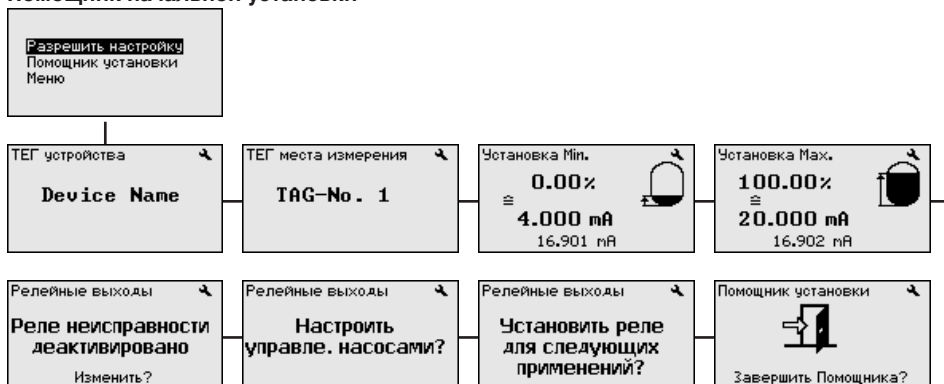 Помощник начальной установки
Разрешить настройку
Помощник установки
Меню
ТЕГ устройства
Device Name
ТЕГ места измерения
TAG-No. 1
Установка Min.
0.00%
≙
4.000 mA
16.901 mA
Установка Max.
100.00%
≙
20.000 mA
16.902 mA
Релейные выходы
Реле неисправности
деактивировано
Изменить?
Релейные выходы
Настроить
управле. насосами?
Релейные выходы
Установить реле
для следующих
применений?
Помощник установки
Завершить Помощника?